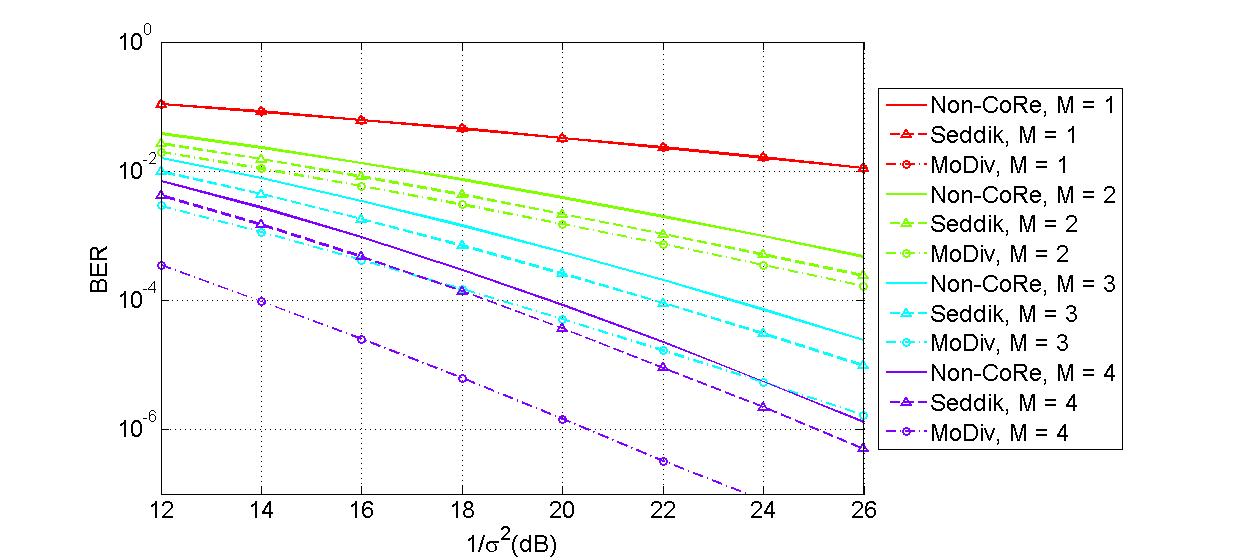 10^0
10^-2
10^-4
10^-6
BER
12 14 16 18 20 22 24 26
1/σ^2(dB)
Non-CoRe, M = 1
Seddik, M = 1
MoDiv, M = 1
Non-CoRe, M = 2
Seddik, M = 2
MoDiv, M = 2
Non-CoRe, M = 3
Seddik, M = 3
MoDiv, M = 3
Non-CoRe, M = 4
Seddik, M = 4
MoDiv, M = 4